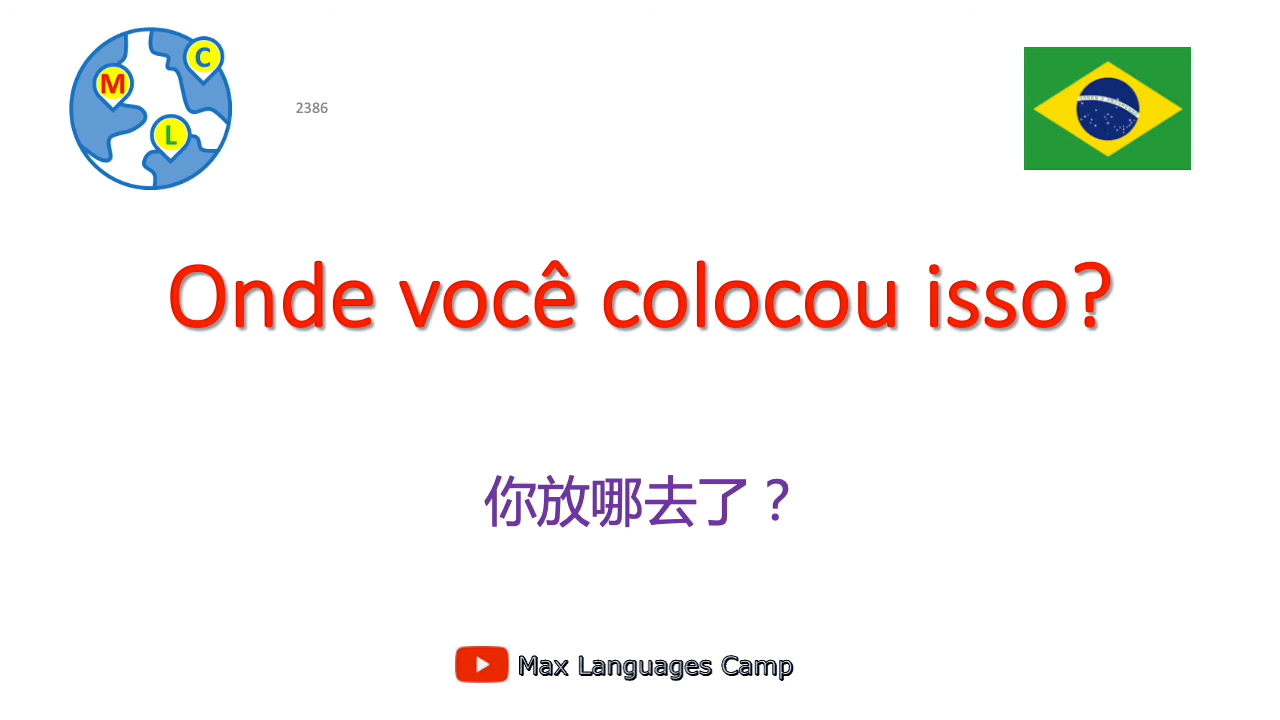 C
M
L
2386
Onde você colocou isso?
你放哪去了？
Max Languages Camp